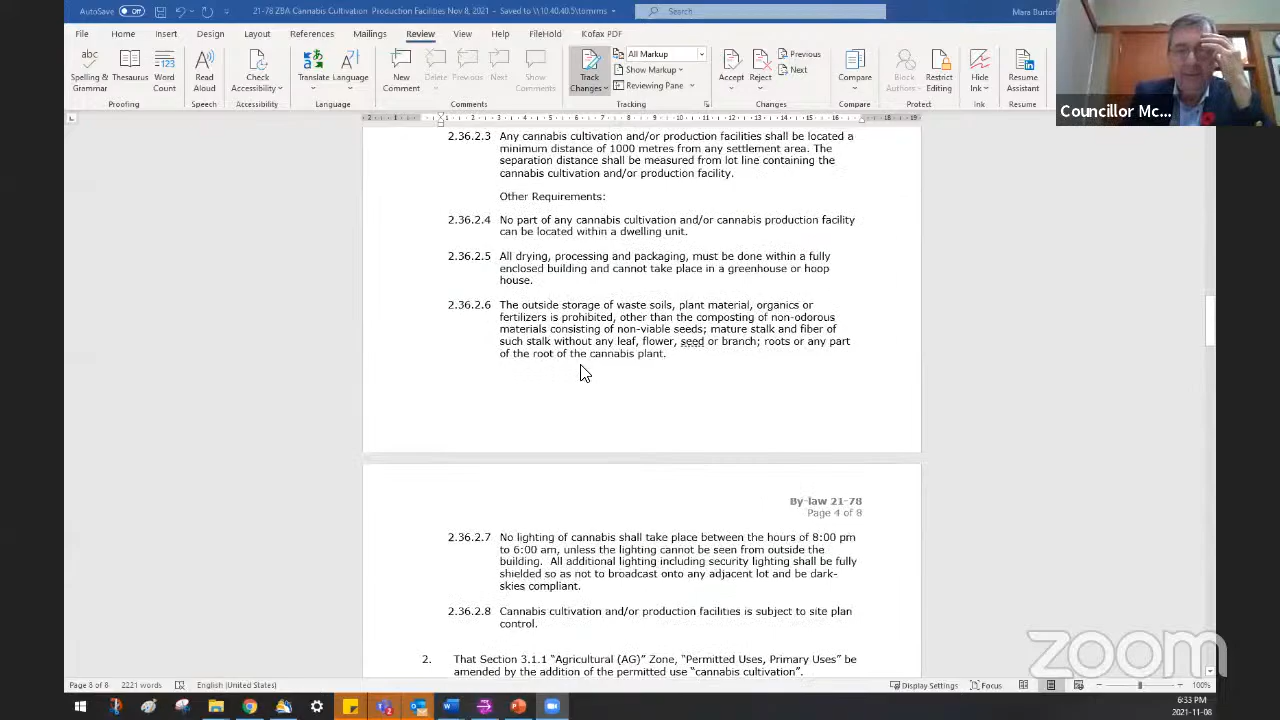 AutoSave Off 21-78 ZBA Cannabis Cultivation Production Facilities Nov 8, 2021 - Saved to \\10.40.40.5\tomrms Search Mara Burton
File Home Insert Design Layout References Mailings Review View Help FileHold Kofax PDF
Spelling & Grammar Thesaurus Word Count Read Aloud Check Accessibility Translate Language New Comment Delete Previous Next Show Comments Track Changes All Markup Show Markup Reviewing Pane Accept Reject Previous Next Compare Block Authors Restrict Editing Hide Ink Resume Assistant
Proofing Speech Accessibility Language Comments Tracking Changes Compare Protect Ink Resume
Councillor Mc...
2.36.2.3 Any cannabis cultivation and/or production facilities shall be located a
minimum distance of 1000 metres from any settlement area. The
separation distance shall be measured from lot line containing the
cannabis cultivation and/or production facility.
Other Requirements:
2.36.2.4 No part of any cannabis cultivation and/or cannabis production facility
can be located within a dwelling unit.
2.36.2.5 All drying, processing and packaging, must be done within a fully
enclosed building and cannot take place in a greenhouse or hoop
house.
2.36.2.6 The outside storage of waste soils, plant material, organics or
fertilizers is prohibited, other than the composting of non-odorous
materials consisting of non-viable seeds; mature stalk and fiber of
such stalk without any leaf, flower, seed or branch; roots or any part
of the root of the cannabis plant.
By-law 21-78
Page 4 of 8
2.36.2.7 No lighting of cannabis shall take place between the hours of 8:00 pm
to 6:00 am, unless the lighting cannot be seen from outside the
building. All additional lighting including security lighting shall be fully
shielded so as not to broadcast onto any adjacent lot and be dark-
skies compliant.
2.36.2.8 Cannabis cultivation and/or production facilities is subject to site plan
control.
2. That Section 3.1.1 "Agricultural (AG)" Zone, "Permitted Uses, Primary Uses" be
amended by the addition of the permitted use "cannabis cultivation".
zoom
Page 8 of 8 2221 words English (United States) Display Settings Focus 100%
6:33 PM
2021-11-08